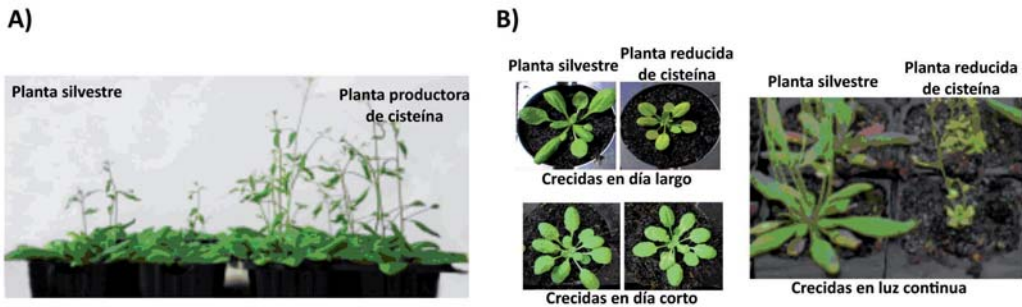 A)
Planta silvestre
Planta productora
de cisteína
B)
Planta silvestre
Planta reducida
de cisteína
Crecidas en día largo
Crecidas en día corto
Planta silvestre
Planta reducida
de cisteína
Crecidas en luz continua